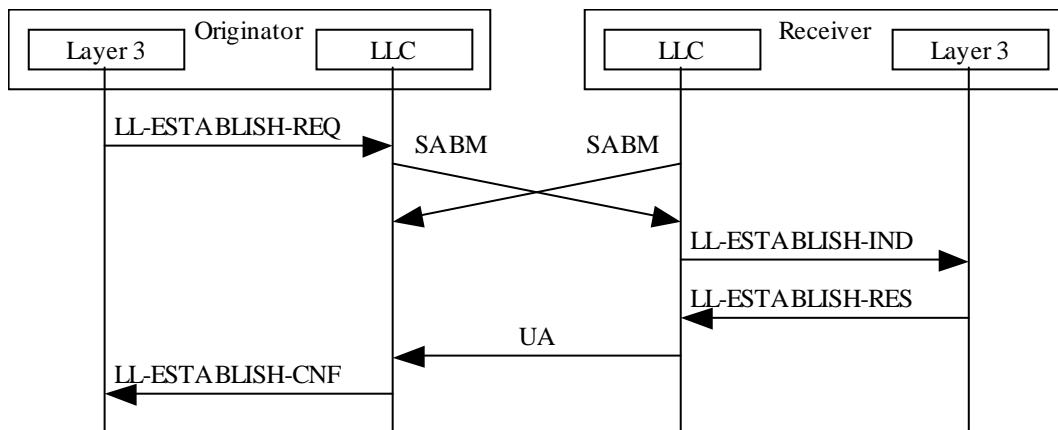 Originator
Receiver
Layer 3
LLC
LLC
Layer 3
LL-ESTABLISH-REQ
SABM
SABM
LL-ESTABLISH-IND
LL-ESTABLISH-RES
UA
LL-ESTABLISH-CNF